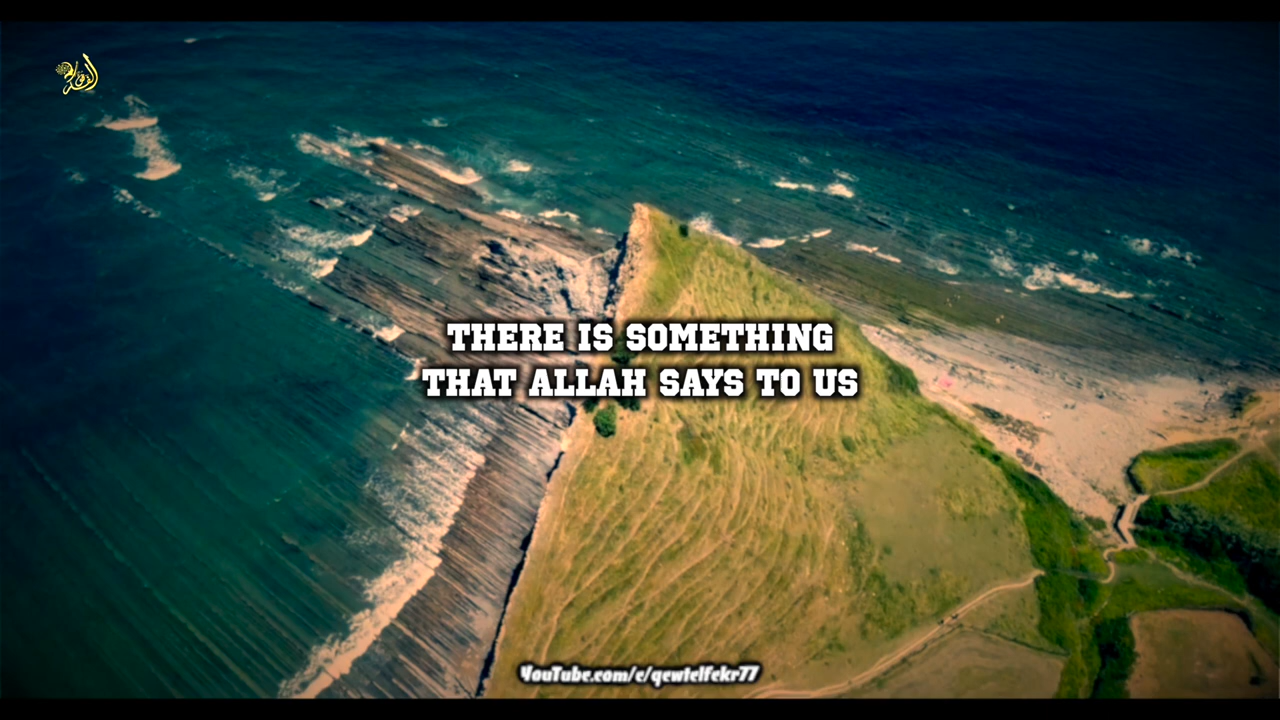 THERE IS SOMETHING
THAT ALLAH SAYS TO US
YouTube.com/c/qewtelfekr77